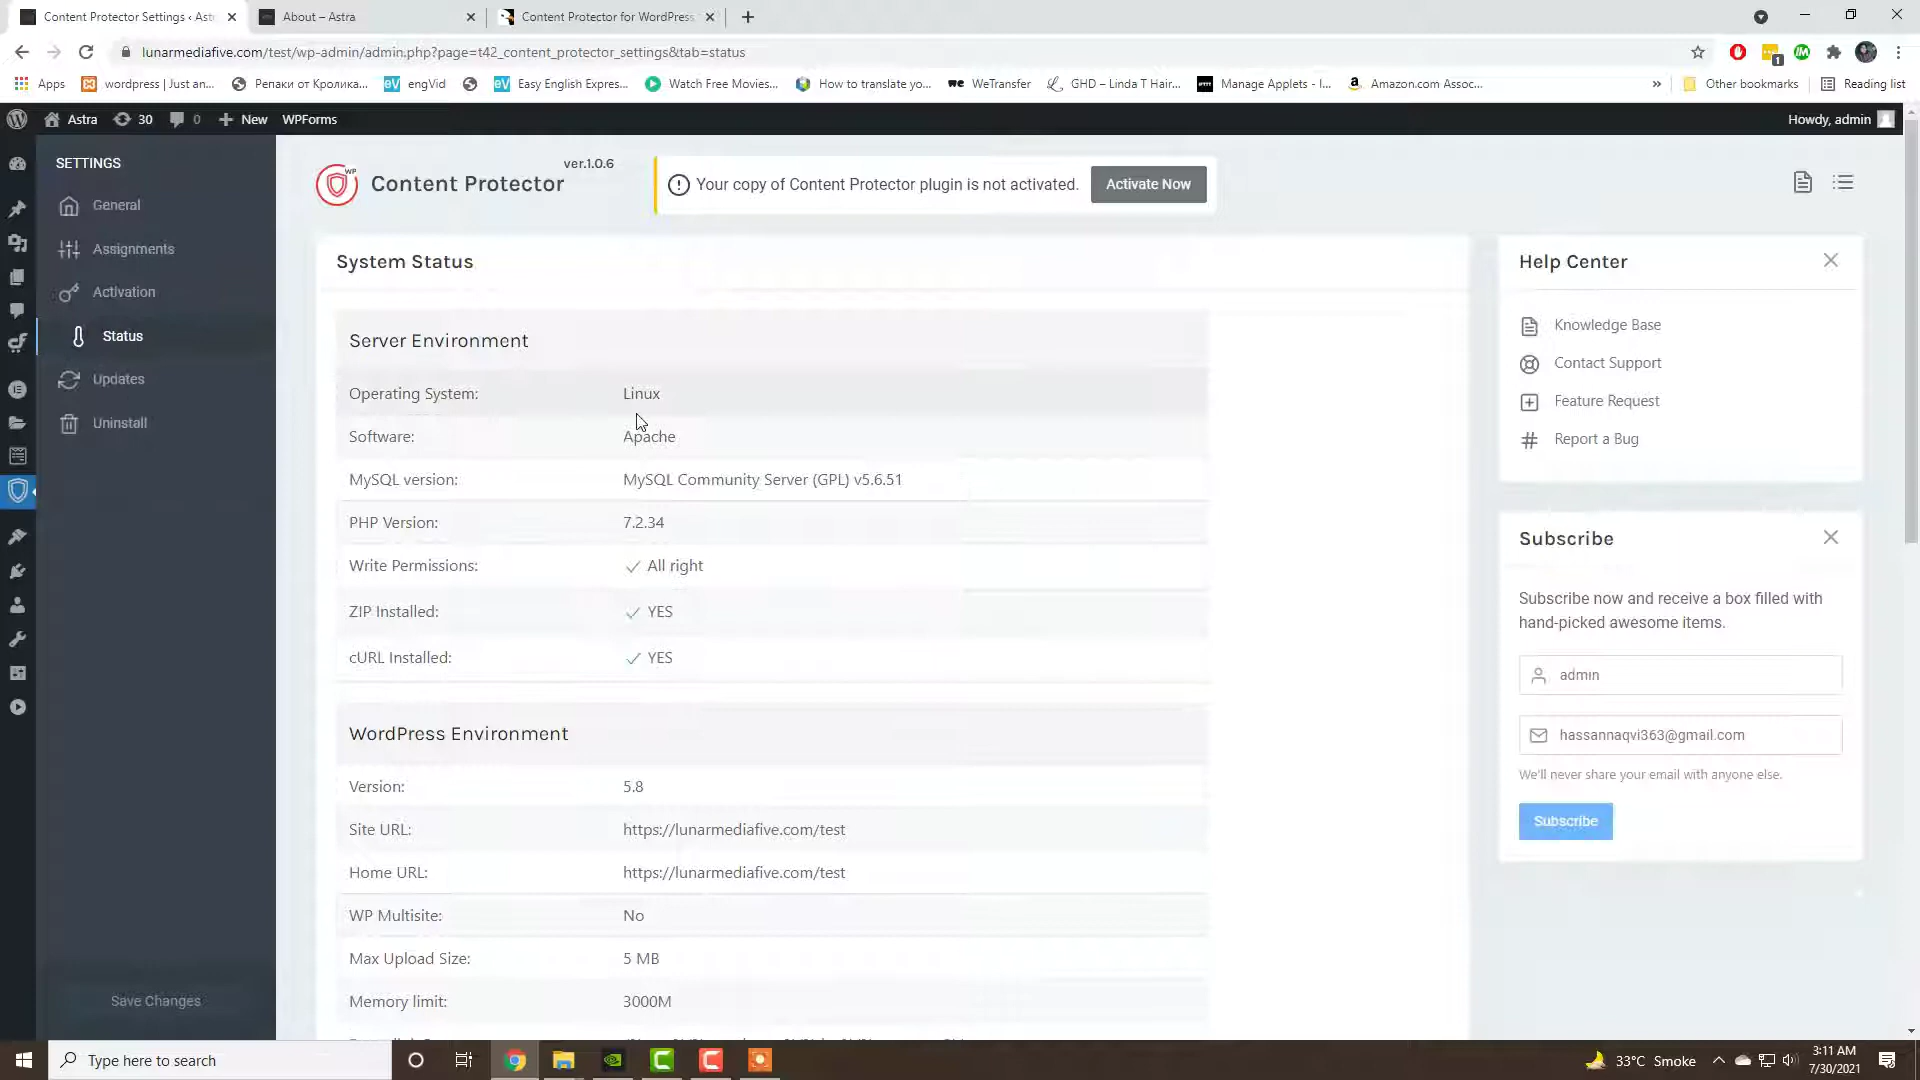 Content Protector Settings ‹ Ast
About – Astra
Content Protector for WordPress
lunarmediafive.com/test/wp-admin/admin.php?page=t42_content_protector_settings&tab=status
1
Apps
wordpress | Just an...
Репаки от Кролика...
engVid
Easy English Expres...
Watch Free Movies...
How to translate yo...
WeTransfer
GHD – Linda T Hair...
Manage Applets - I...
Amazon.com Assoc...
»
Other bookmarks
Reading list
Astra
30
0
New
WPForms
Howdy, admin
SETTINGS
General
Assignments
Activation
Status
Updates
Uninstall
Save Changes
WP
Content Protector
ver.1.0.6
Your copy of Content Protector plugin is not activated.
Activate Now
System Status
Server Environment
Operating System: Linux
Software: Apache
MySQL version: MySQL Community Server (GPL) v5.6.51
PHP Version: 7.2.34
Write Permissions: All right
ZIP Installed: YES
cURL Installed: YES
WordPress Environment
Version: 5.8
Site URL: https://lunarmediafive.com/test
Home URL: https://lunarmediafive.com/test
WP Multisite: No
Max Upload Size: 5 MB
Memory limit: 3000M
Help Center
Knowledge Base
Contact Support
Feature Request
Report a Bug
Subscribe
Subscribe now and receive a box filled with
hand-picked awesome items.
admin
hassannaqvi363@gmail.com
We'll never share your email with anyone else.
Subscribe
Type here to search
33°C Smoke
3:11 AM
7/30/2021